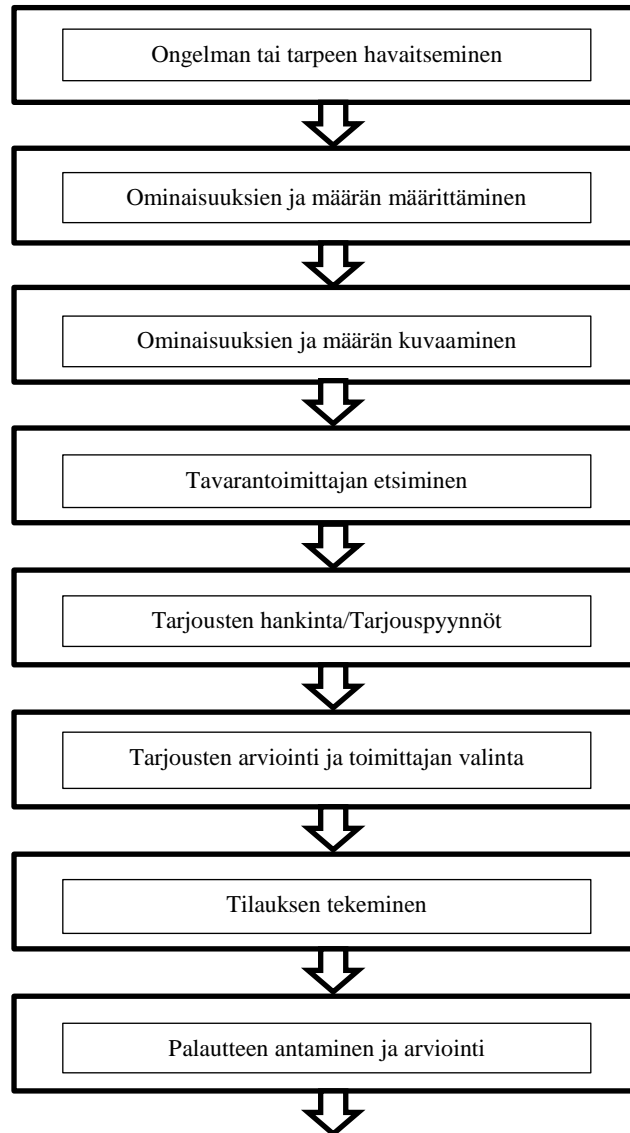 Ongelman tai tarpeen havaitseminen
Ominaisuuksien ja määrän määrittäminen
Ominaisuuksien ja määrän kuvaaminen
Tavarantoimittajan etsiminen
Tarjousten hankinta/Tarjouspyynnöt
Tarjousten arviointi ja toimittajan valinta
Tilauksen tekeminen
Palautteen antaminen ja arviointi